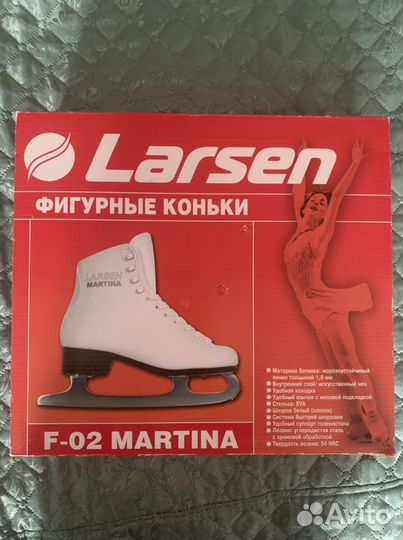 Larsen
ФИГУРНЫЕ КОНЬКИ
LARSEN
MARTINA
Материал ботинка: морозоустойчивый
винил толщиной 1,8 мм
Внутренний слой: искусственный мех
Удобная колодка
Удобный язычок с меховой подкладкой
Стелька: EVA
Шнурок белый (хлопок)
Система быстрой шнуровки
Удобный суппорт голеностопа
Лезвие: углеродистая сталь
с хромовой обработкой
Твердость лезвия: 54 HRC
F-02 MARTINA
Avito